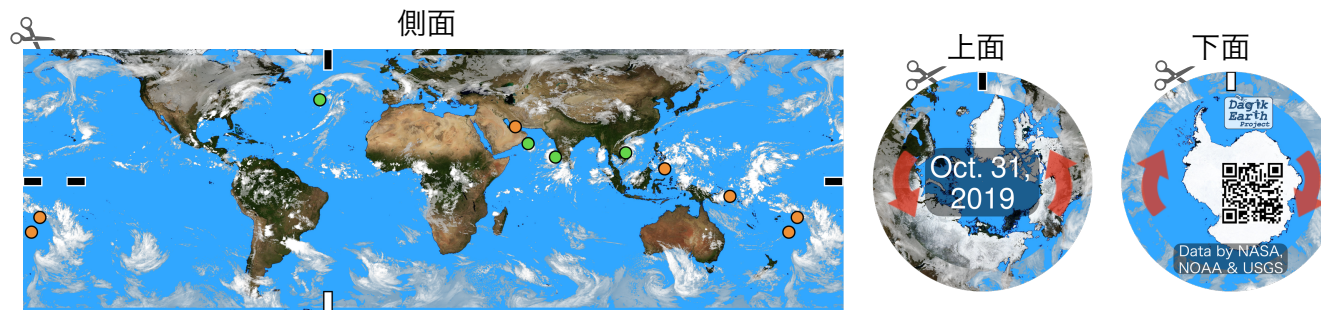 側面
上面
下面
Oct. 31,
2019
Dagik
Earth
Project
Data by NASA,
NOAA & USGS